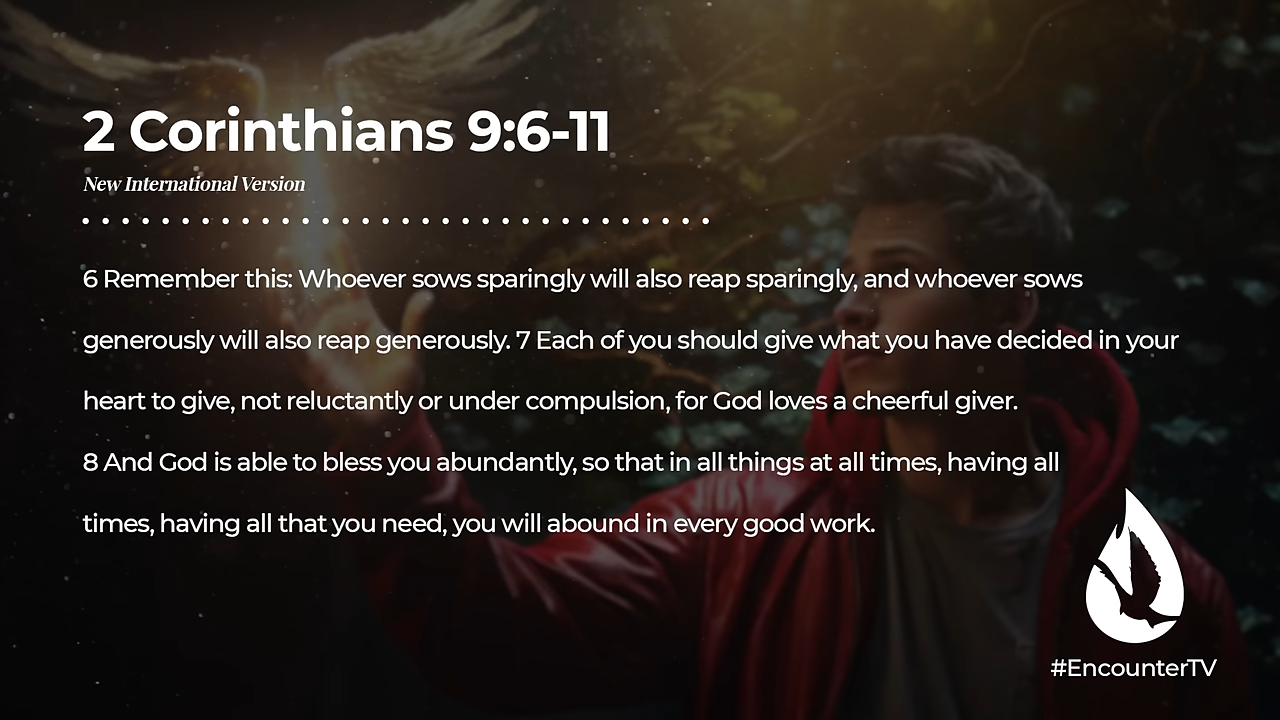 2 Corinthians 9:6-11
New International Version
6 Remember this: Whoever sows sparingly will also reap sparingly, and whoever sows
generously will also reap generously. 7 Each of you should give what you have decided in your
heart to give, not reluctantly or under compulsion, for God loves a cheerful giver.
8 And God is able to bless you abundantly, so that in all things at all times, having all
times, having all that you need, you will abound in every good work.
#EncounterTV